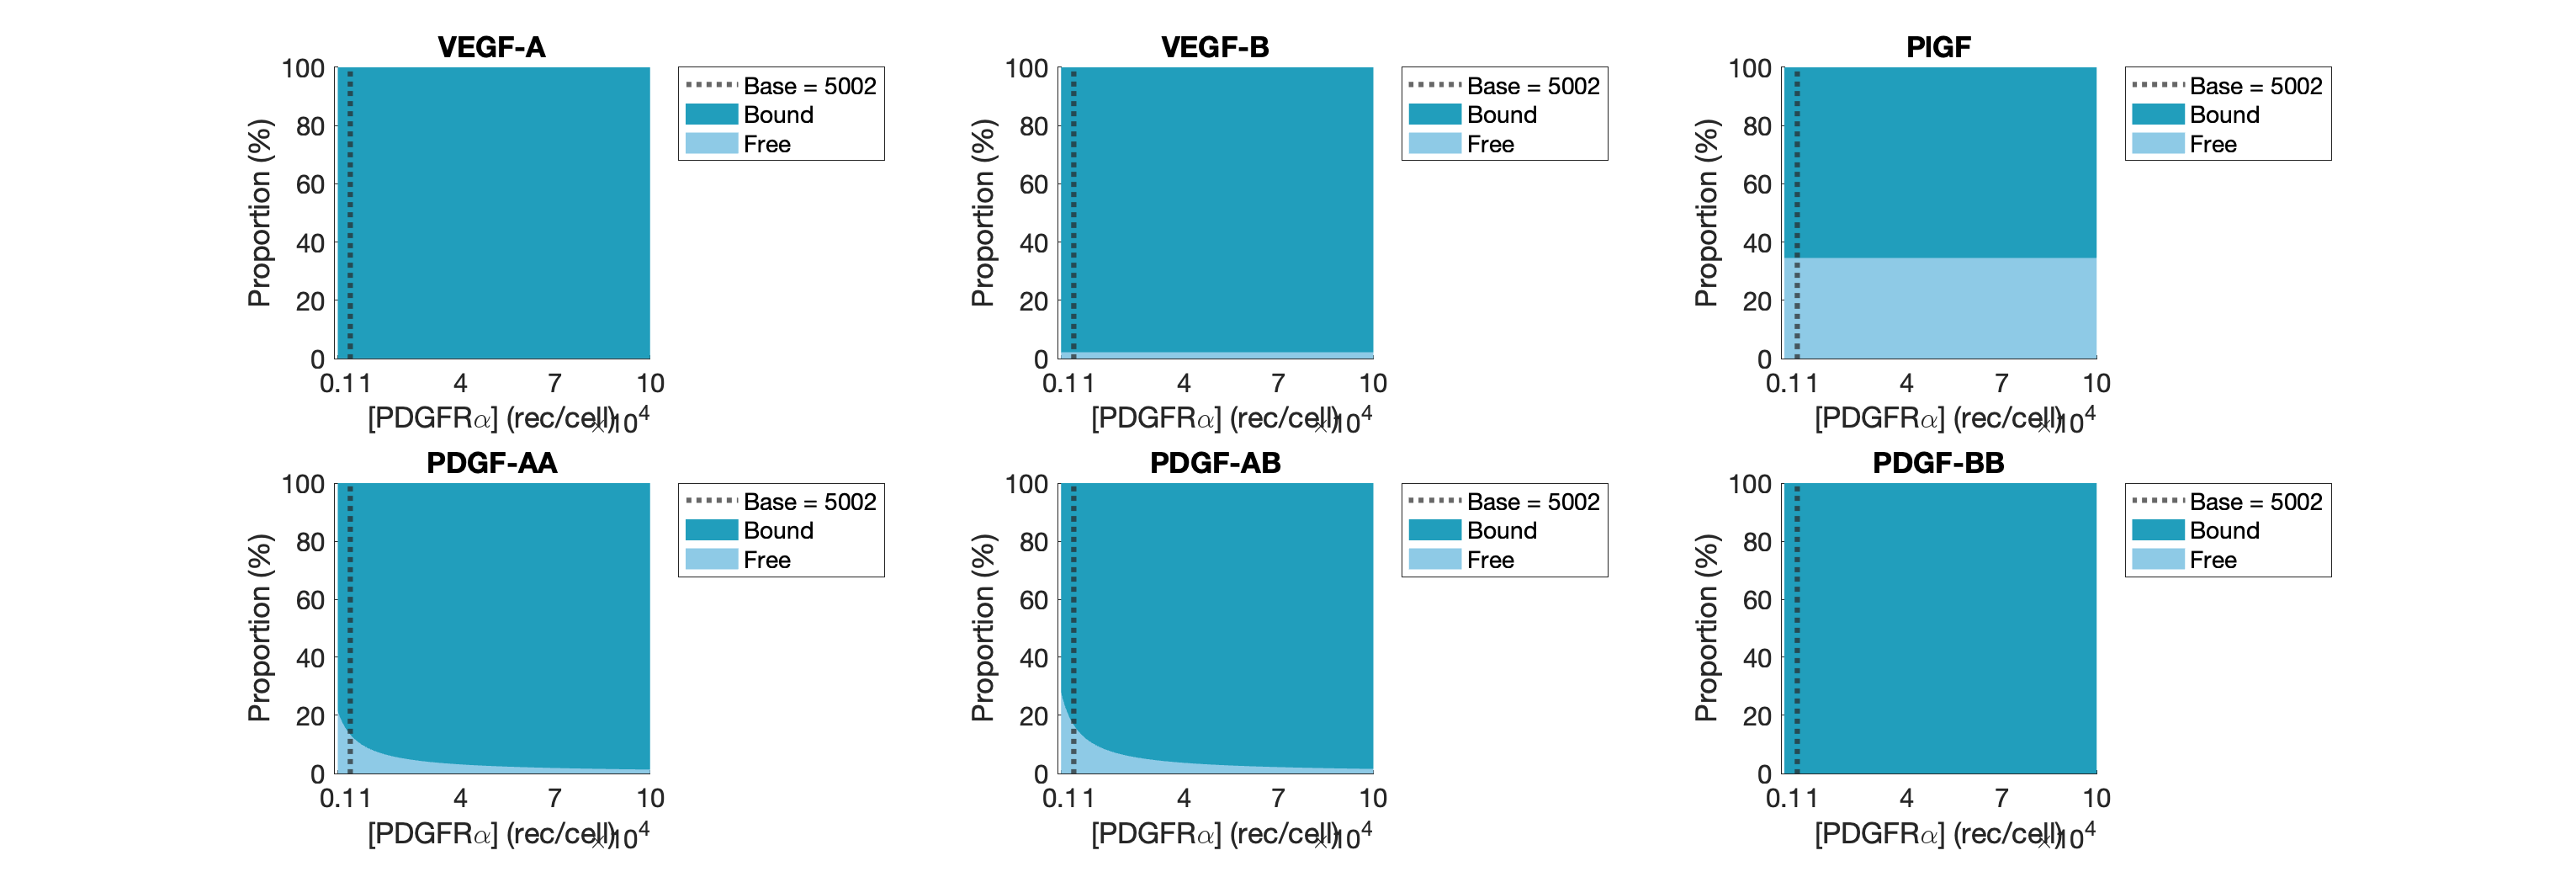 VEGF-A
Proportion (%)
100
80
60
40
20
0
0.1 1 4 7 10
[PDGFRα] (rec/cell)
×10⁴
Base = 5002
Bound
Free
VEGF-B
Proportion (%)
100
80
60
40
20
0
0.1 1 4 7 10
[PDGFRα] (rec/cell)
×10⁴
Base = 5002
Bound
Free
PlGF
Proportion (%)
100
80
60
40
20
0
0.1 1 4 7 10
[PDGFRα] (rec/cell)
×10⁴
Base = 5002
Bound
Free
PDGF-AA
Proportion (%)
100
80
60
40
20
0
0.1 1 4 7 10
[PDGFRα] (rec/cell)
×10⁴
Base = 5002
Bound
Free
PDGF-AB
Proportion (%)
100
80
60
40
20
0
0.1 1 4 7 10
[PDGFRα] (rec/cell)
×10⁴
Base = 5002
Bound
Free
PDGF-BB
Proportion (%)
100
80
60
40
20
0
0.1 1 4 7 10
[PDGFRα] (rec/cell)
×10⁴
Base = 5002
Bound
Free